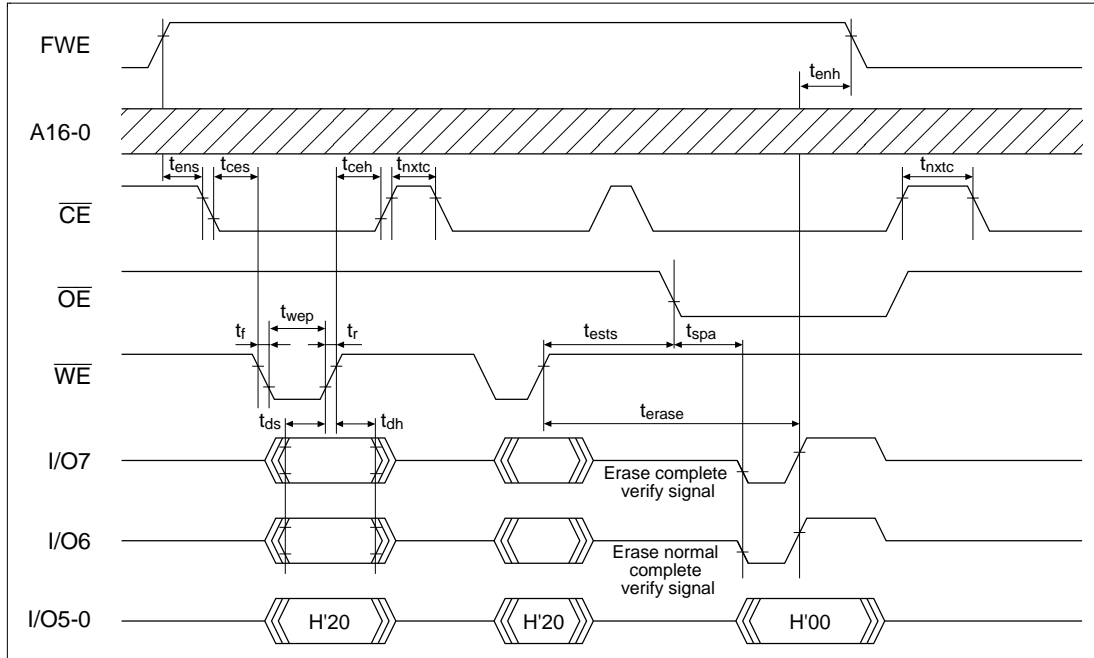 FWE
tenh
A16-0
tens tces tceh tnxtc tnxtc
CE
OE
tf twep tr tests tspa
WE
tds tdh terase
I/O7
Erase complete
verify signal
I/O6
Erase normal
complete
verify signal
I/O5-0 H'20 H'20 H'00